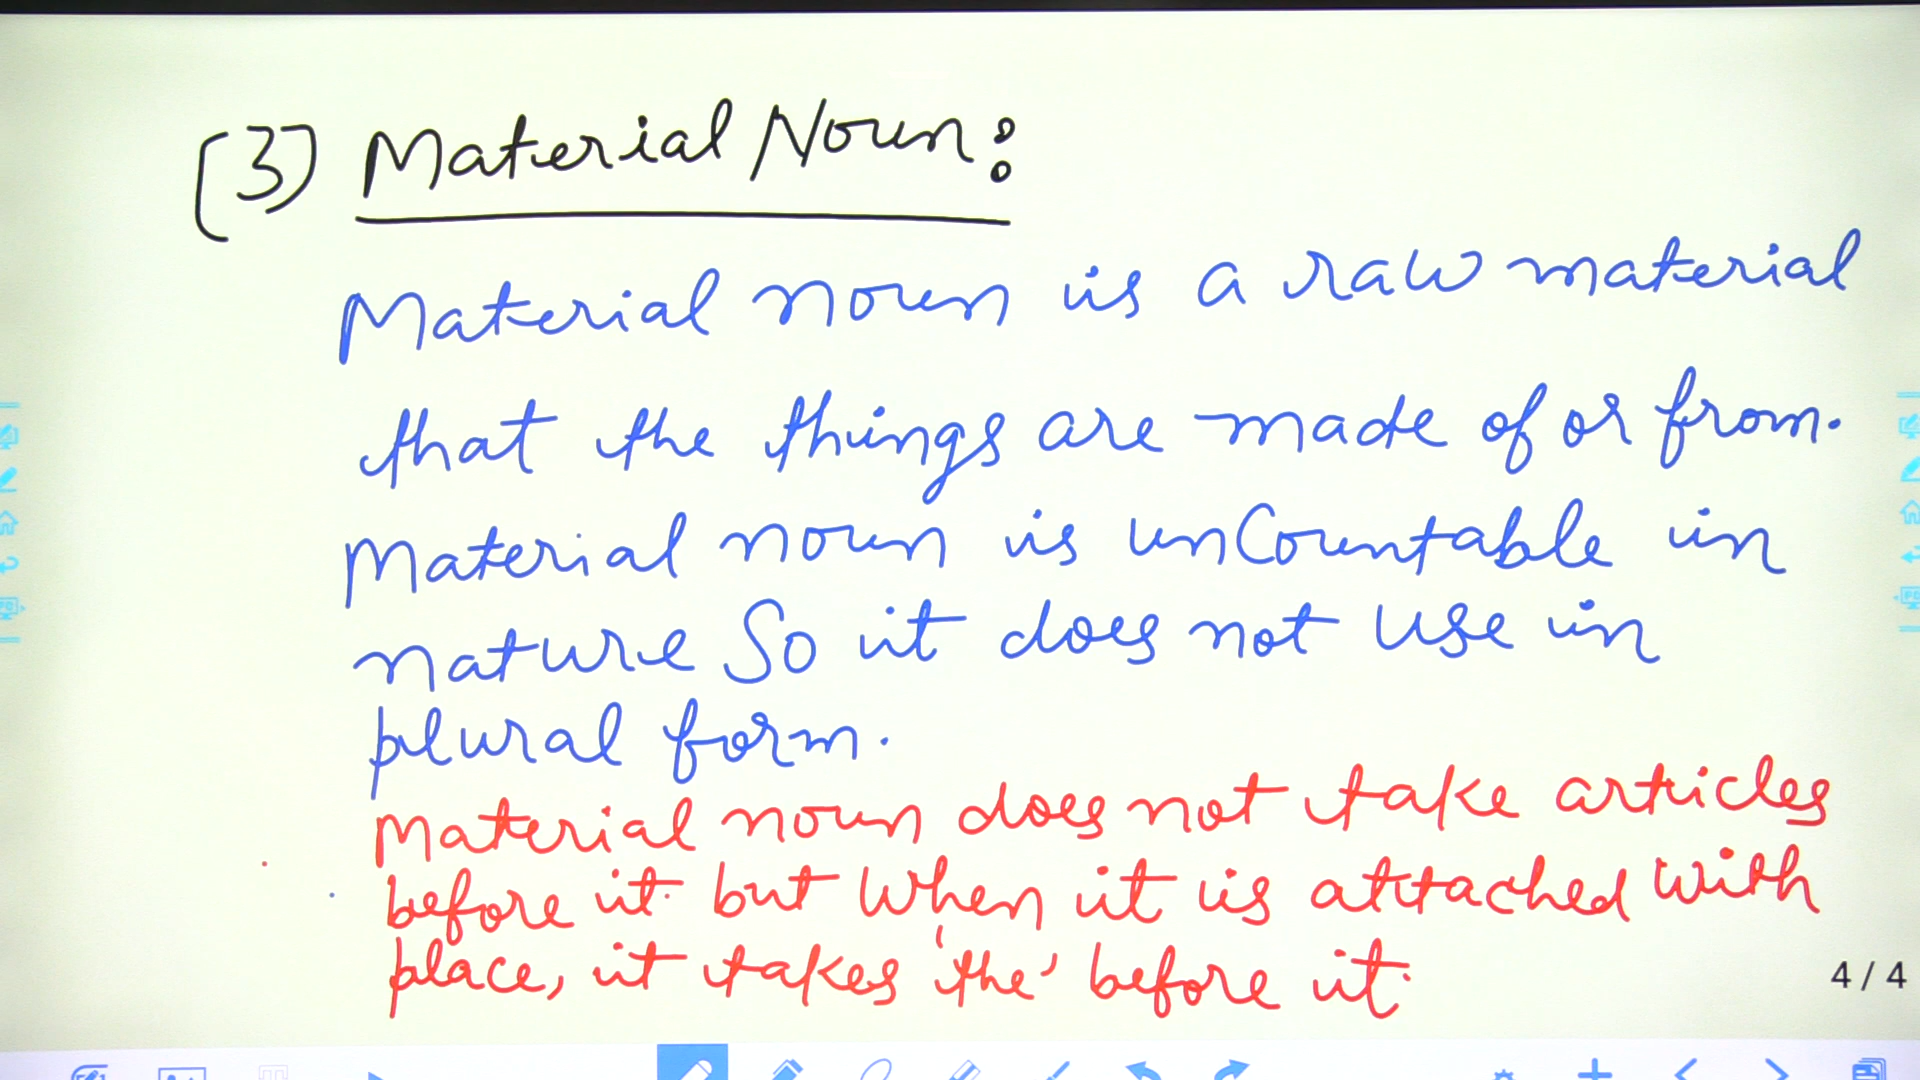 (3) Material Noun:
Material noun is a raw material
that the things are made of or from.
Material noun is unCountable in
nature So it does not use in
plural form.
Material noun does not take articles
before it. but When it is attached with
place, it takes 'the' before it.
4 / 4